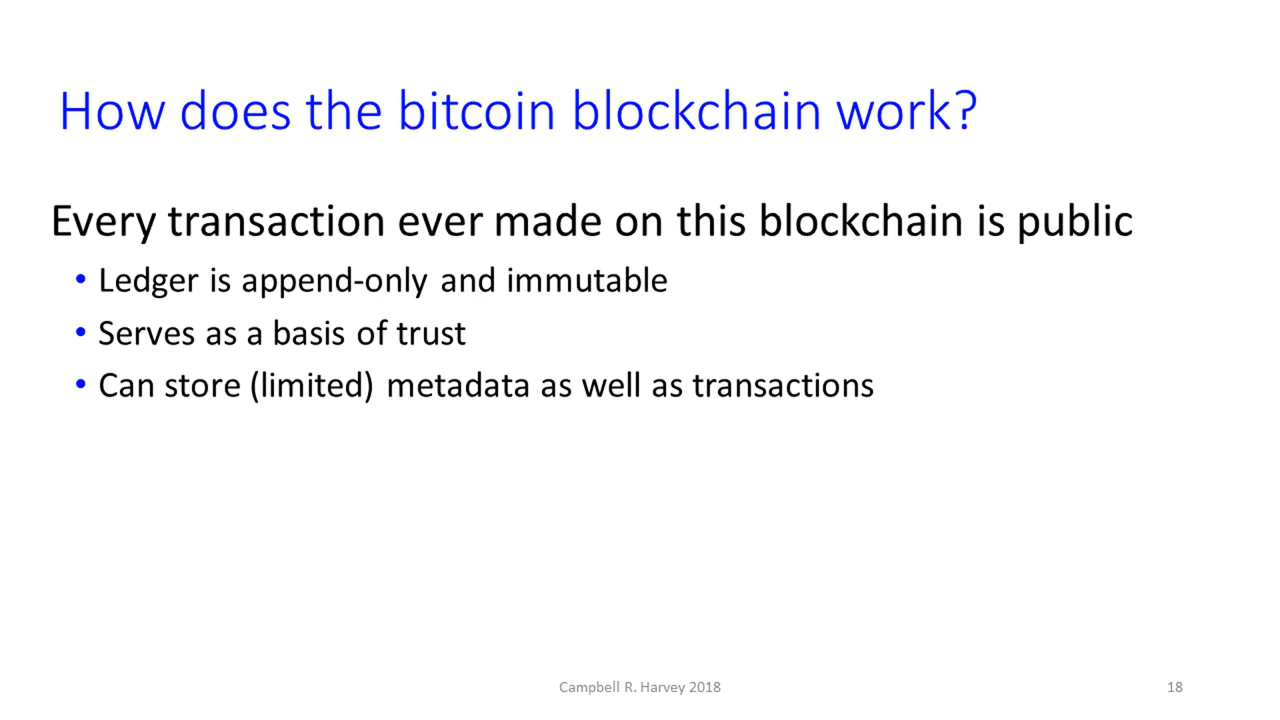 How does the bitcoin blockchain work?
Every transaction ever made on this blockchain is public
• Ledger is append-only and immutable
• Serves as a basis of trust
• Can store (limited) metadata as well as transactions
Campbell R. Harvey 2018
18